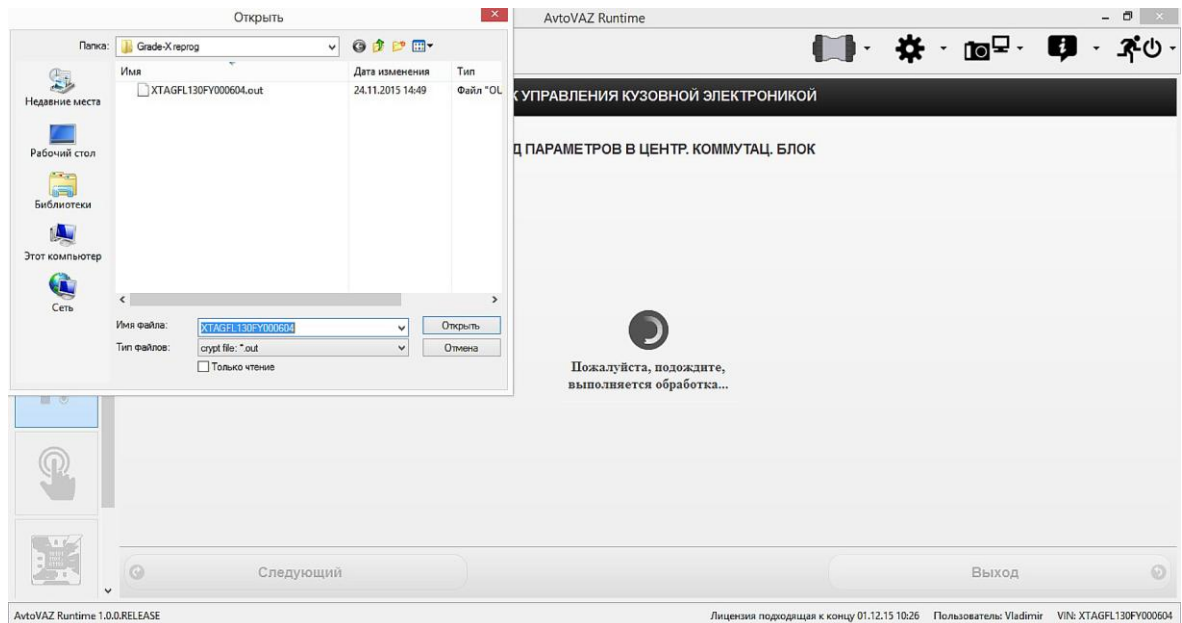 Открыть
AvtoVAZ Runtime
Папка:
Grade-X reprog
Имя
Дата изменения
Тип
XTAGFL130FY000604.out
24.11.2015 14:49
Файл "OU
Недавние места
Рабочий стол
Библиотеки
Этот компьютер
Сеть
Имя файла:
XTAGFL130FY000604
Открыть
Тип файлов:
crypt file: *.out
Отмена
Только чтение
К УПРАВЛЕНИЯ КУЗОВНОЙ ЭЛЕКТРОНИКОЙ
Д ПАРАМЕТРОВ В ЦЕНТР. КОММУТАЦ. БЛОК
Пожалуйста, подождите,
выполняется обработка...
Следующий
Выход
AvtoVAZ Runtime 1.0.0.RELEASE
Лицензия подходящая к концу 01.12.15 10:26
Пользователь: Vladimir
VIN: XTAGFL130FY000604